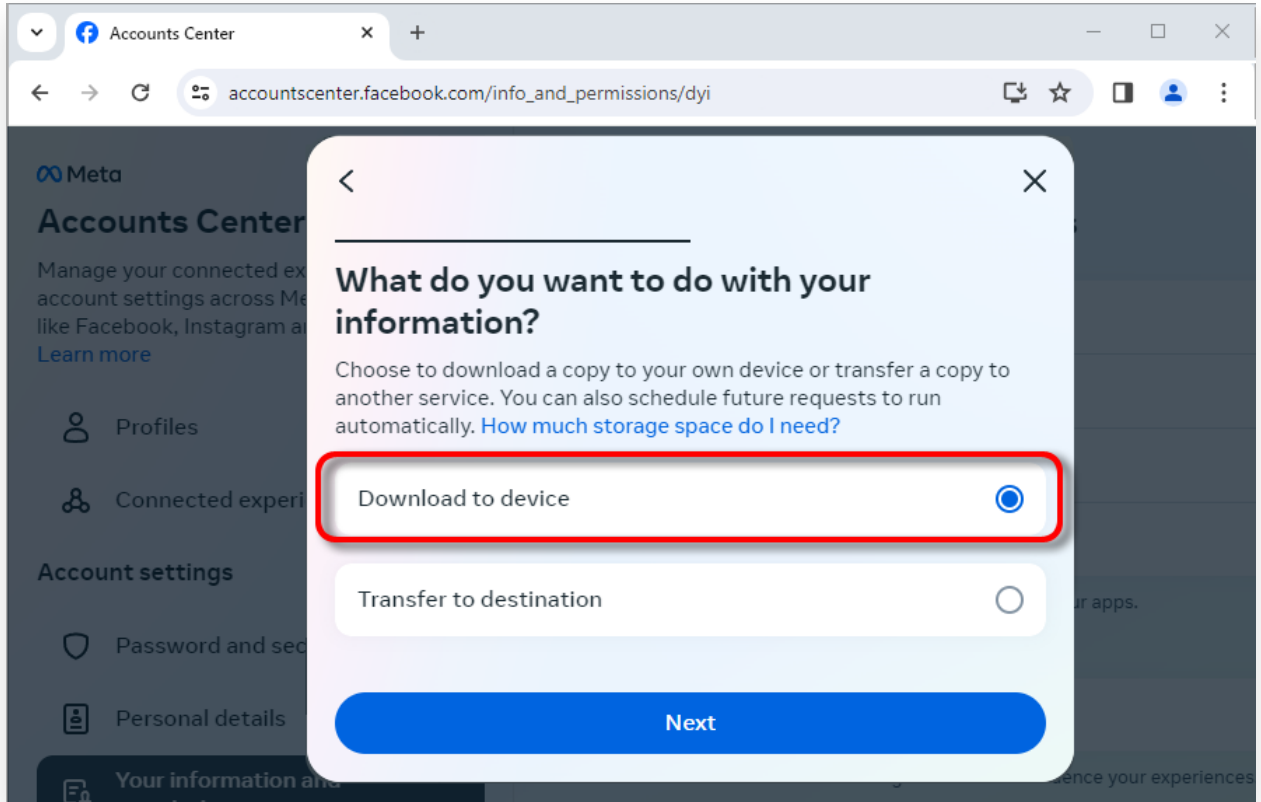 Accounts Center
accountscenter.facebook.com/info_and_permissions/dyi
Meta
Accounts Center
Manage your connected ex
account settings across Me
like Facebook, Instagram a
Learn more
Profiles
Connected experi
Account settings
Password and sec
Personal details
Your information and
What do you want to do with your
information?
Choose to download a copy to your own device or transfer a copy to
another service. You can also schedule future requests to run
automatically. How much storage space do I need?
Download to device
Transfer to destination
Next
ur apps.
ence your experiences